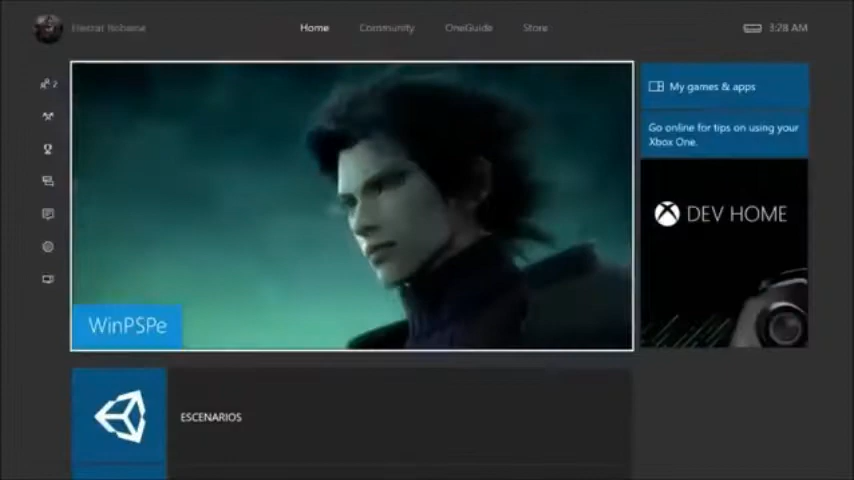 Home
Community
OneGuide
Store
3:28 AM
2
My games & apps
Go online for tips on using your
Xbox One.
DEV HOME
WinPSPe
ESCENARIOS